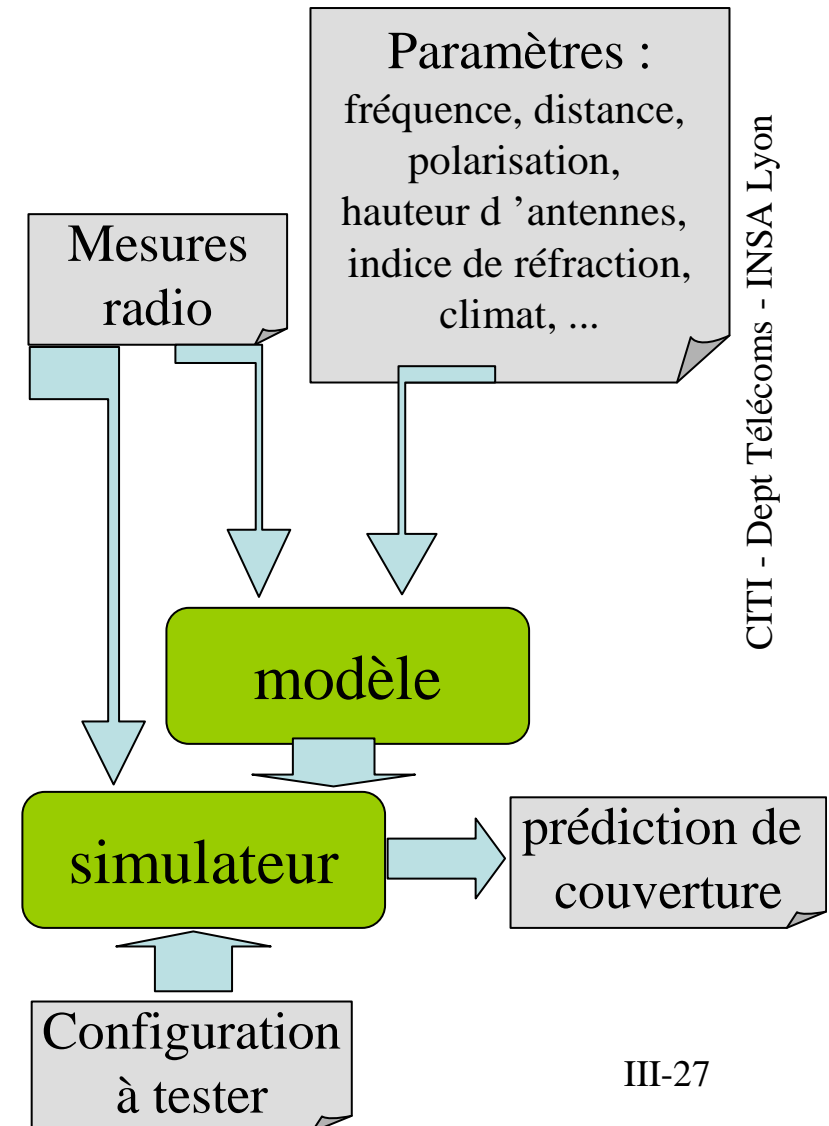 Paramètres :
fréquence, distance,
polarisation,
hauteur d ’antennes,
indice de réfraction,
climat, ...
Mesures
radio
CITI - Dept Télécoms - INSA Lyon
modèle
simulateur
prédiction de
couverture
Configuration
à tester
III-27